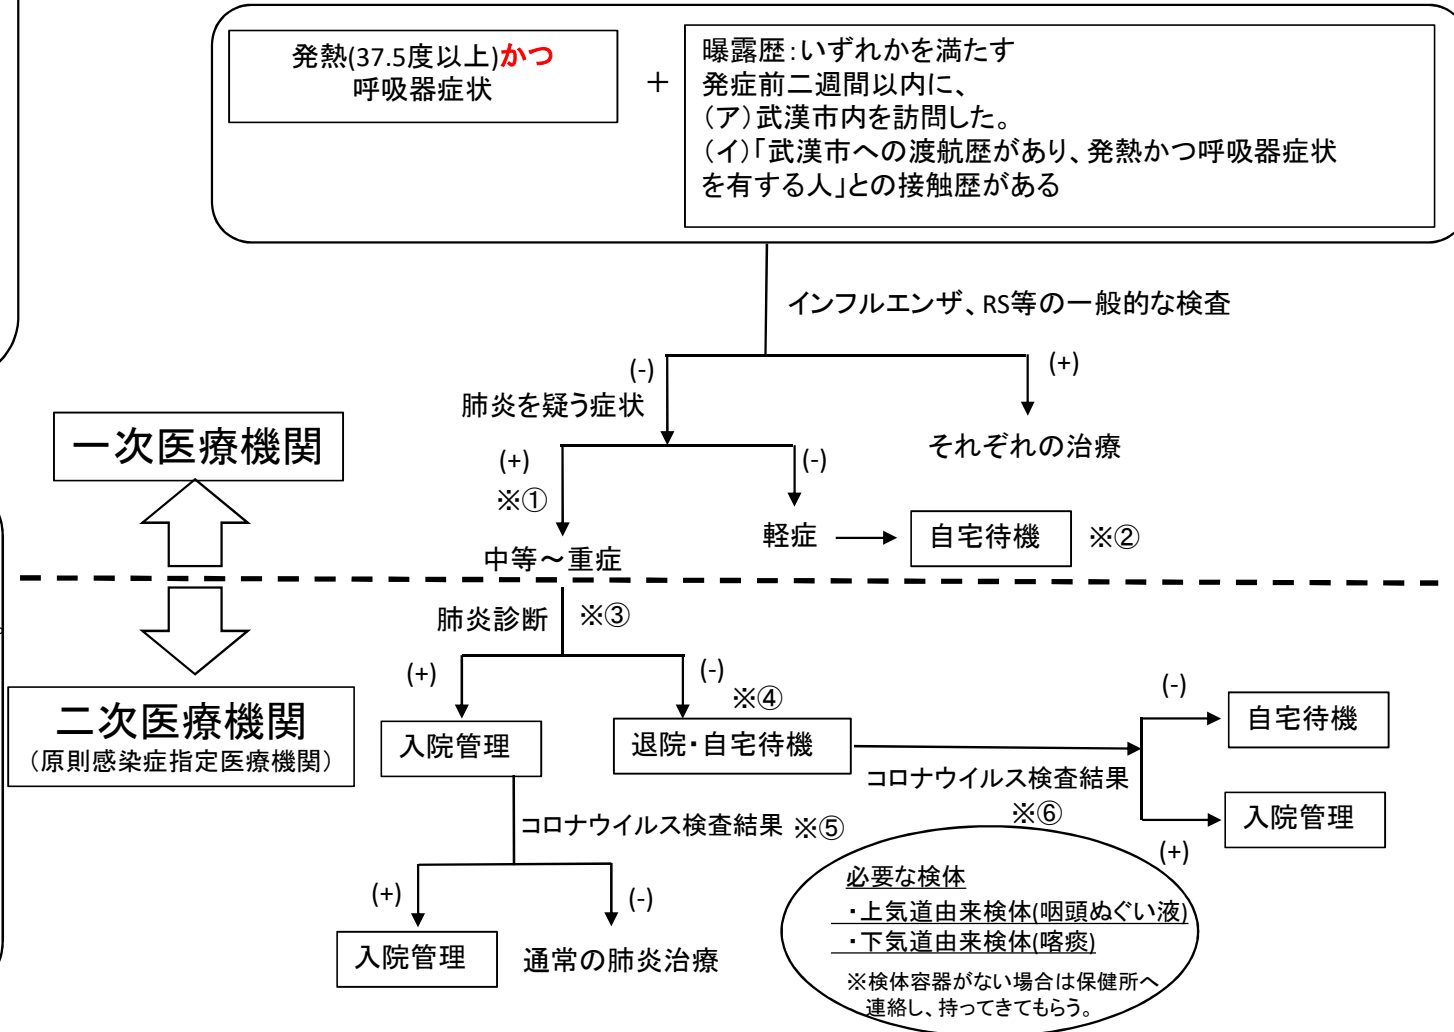 発熱(37.5度以上)かつ
呼吸器症状
＋
曝露歴：いずれかを満たす
発症前二週間以内に、
（ア）武漢市内を訪問した。
（イ）「武漢市への渡航歴があり、発熱かつ呼吸器症状
を有する人」との接触歴がある
インフルエンザ、RS等の一般的な検査
(-)
(+)
肺炎を疑う症状
それぞれの治療
一次医療機関
(+)
(-)
※①
中等～重症
軽症
自宅待機
※②
肺炎診断
※③
(+)
(-)
※④
二次医療機関
（原則感染症指定医療機関）
入院管理
退院・自宅待機
コロナウイルス検査結果
※⑥
(-)
自宅待機
入院管理
(+)
コロナウイルス検査結果
※⑤
(+)
(-)
入院管理
通常の肺炎治療
必要な検体
・上気道由来検体(咽頭ぬぐい液)
・下気道由来検体(喀痰)
※検体容器がない場合は保健所へ
連絡し、持ってきてもらう。